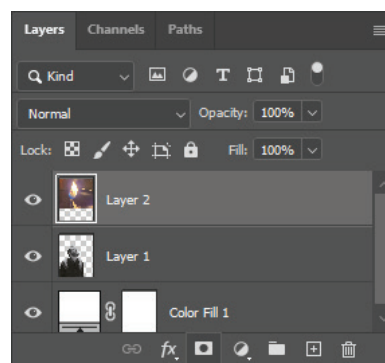 Layers Channels Paths
Kind T
Normal Opacity: 100%
Lock: Fill: 100%
Layer 2
Layer 1
Color Fill 1
fx